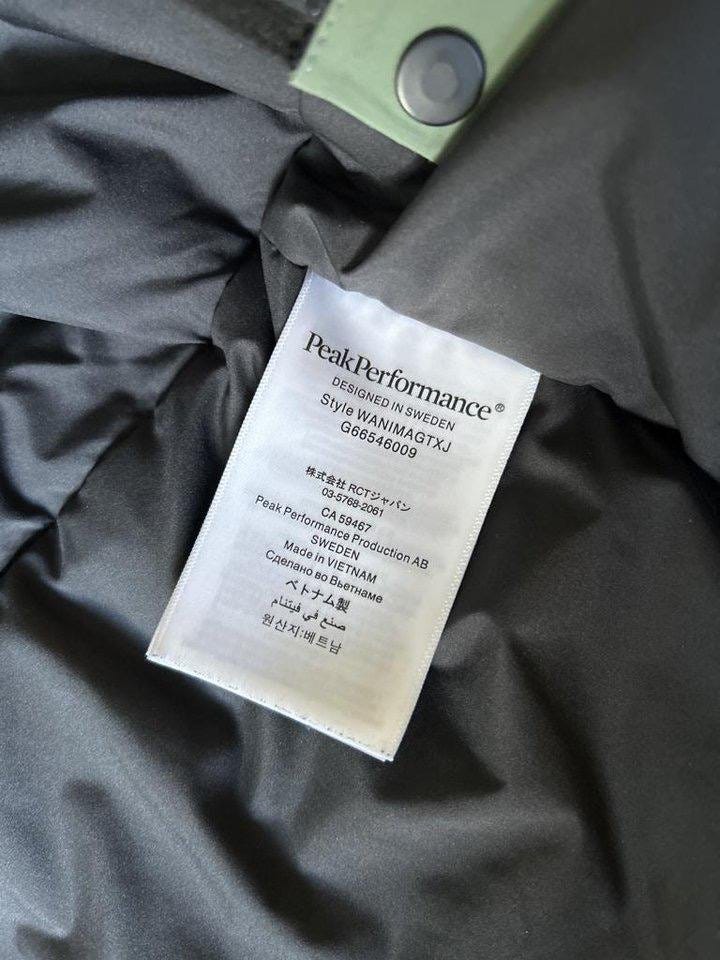 PeakPerformance®
DESIGNED IN SWEDEN
Style WANIMAGTXJ
G66546009
株式会社 RCTジャパン
03-5768-2061
CA 59467
Peak Performance Production AB
SWEDEN
Made in VIETNAM
Сделано во Вьетнаме
ベトナム製
صنع في فيتنام
원산지:베트남